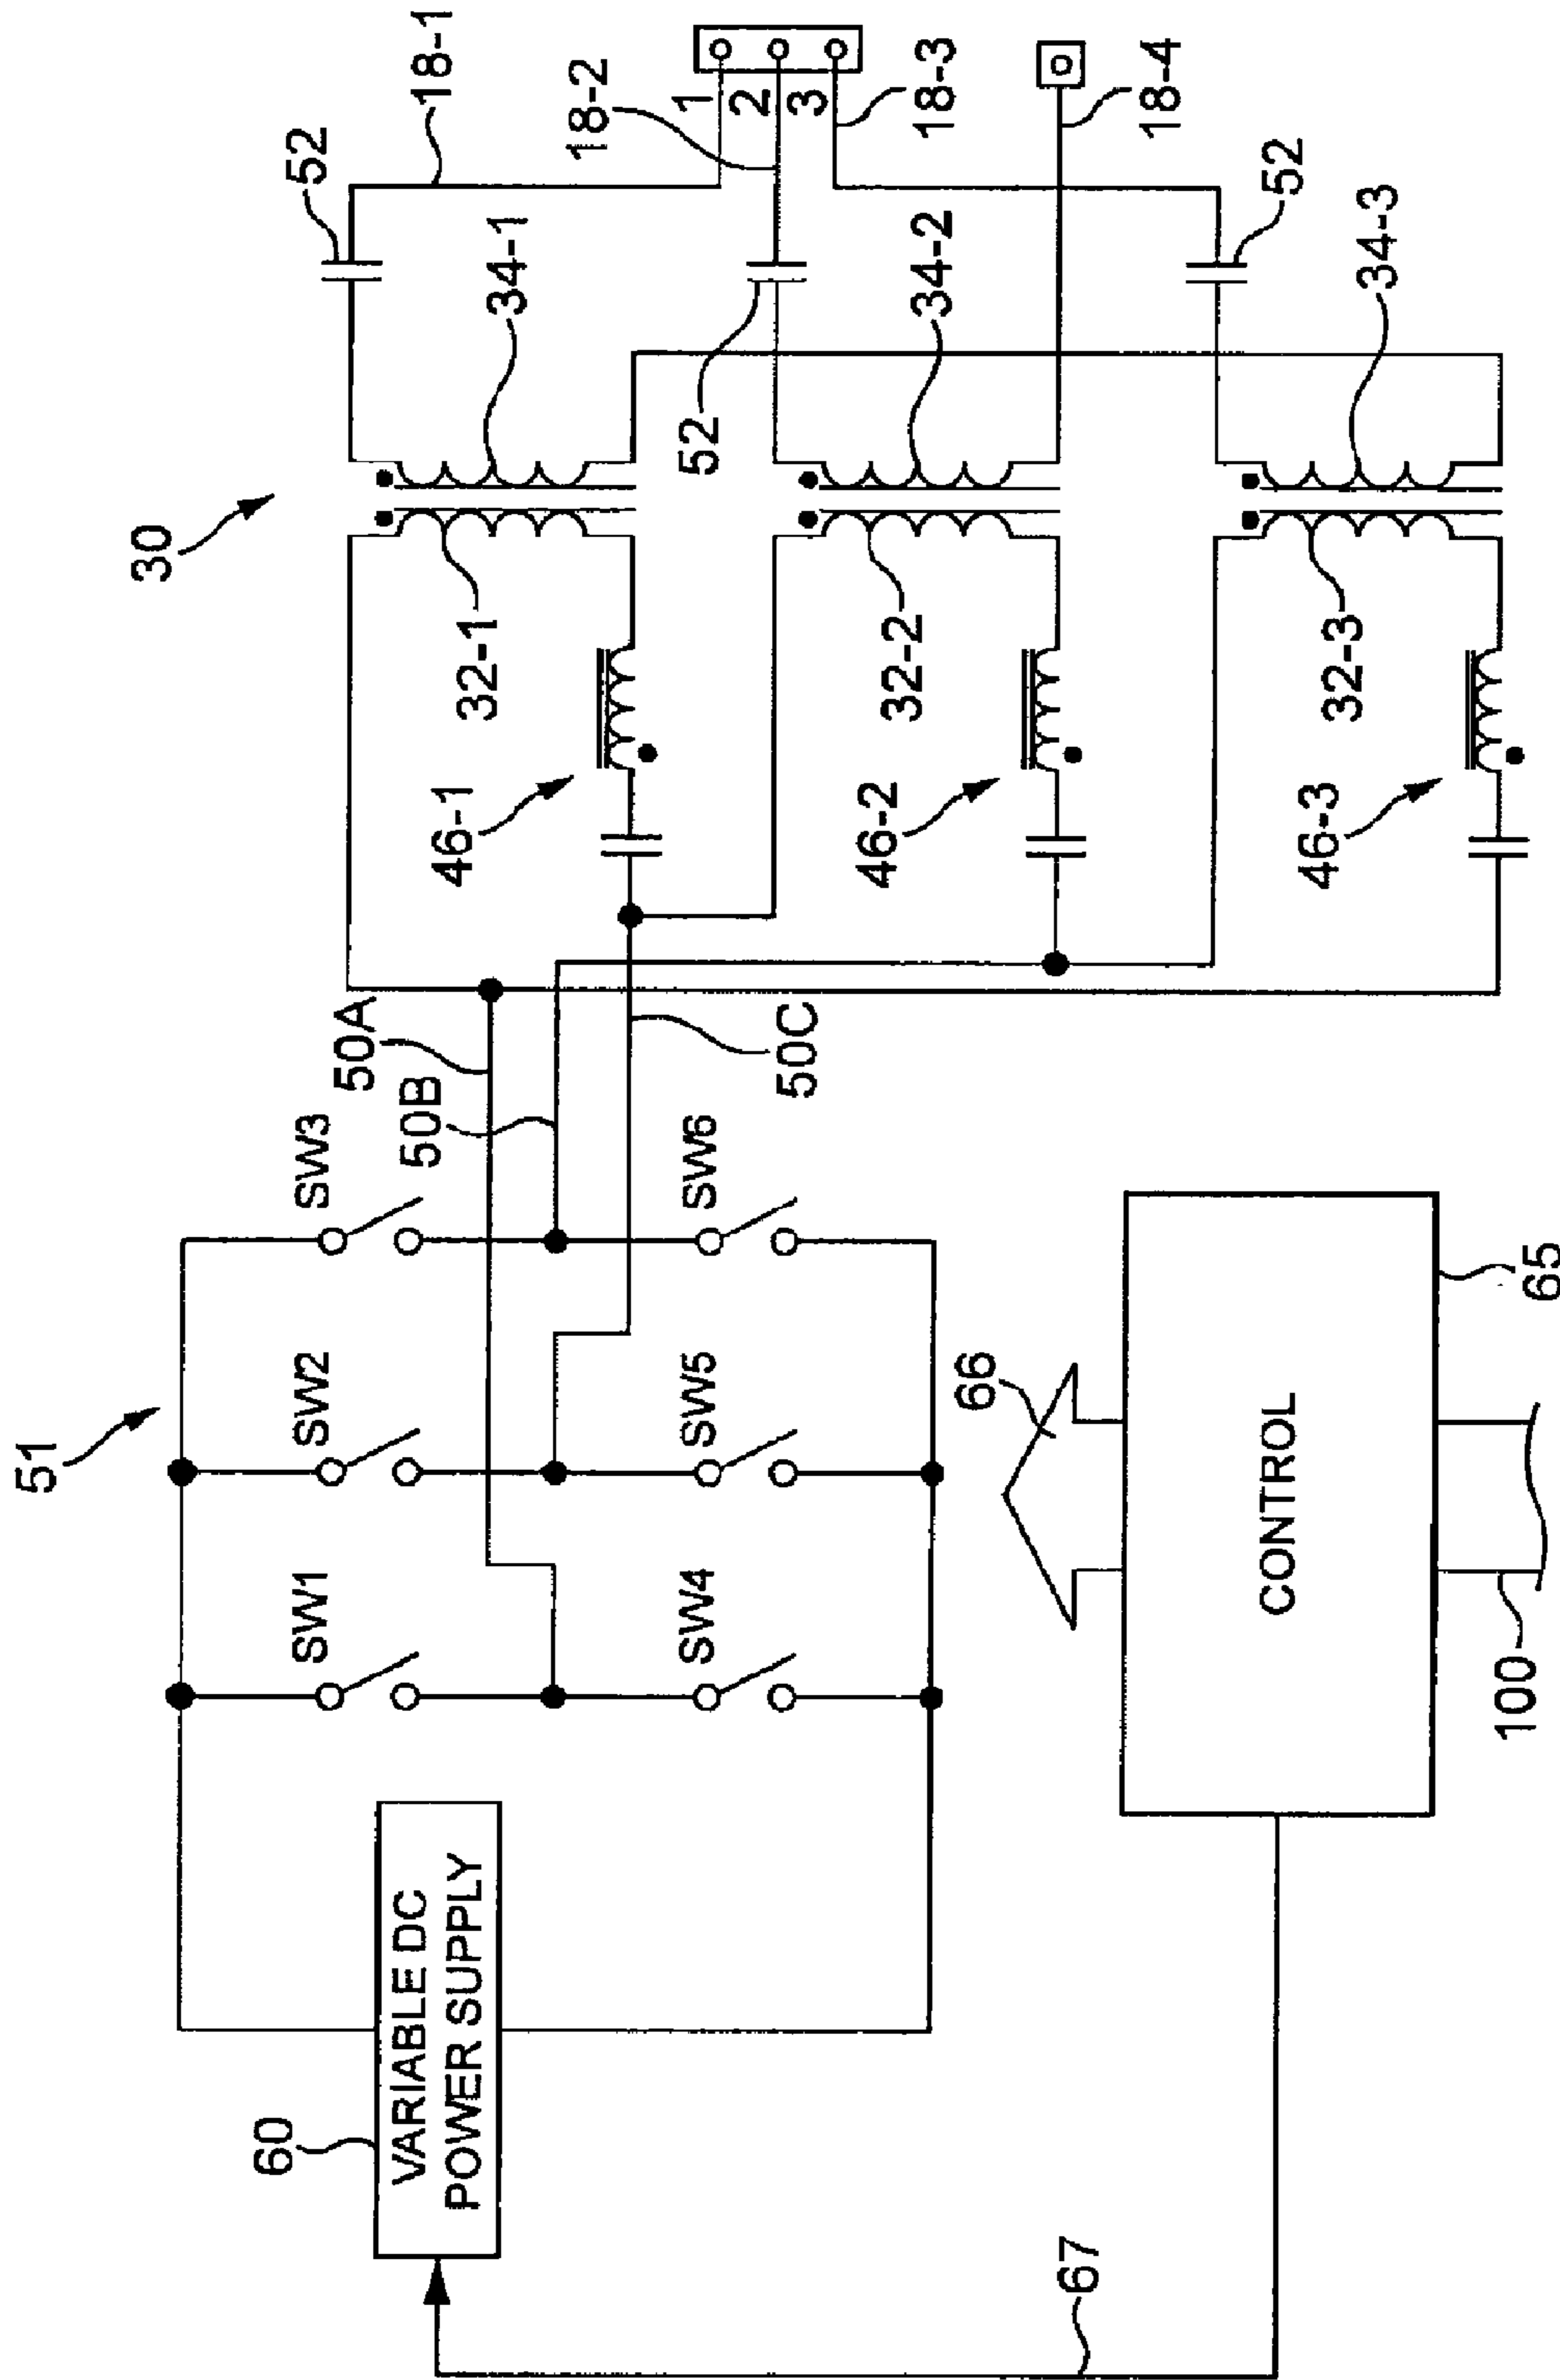 51
SW1
SW2
SW3
SW4
SW5
SW6
60
VARIABLE DC
POWER SUPPLY
67
CONTROL
65
66
100
50A
50B
50C
30
32-1
34-1
46-1
32-2
34-2
46-2
32-3
34-3
46-3
52
52
52
18-1
18-2
18-3
18-4
1
2
3